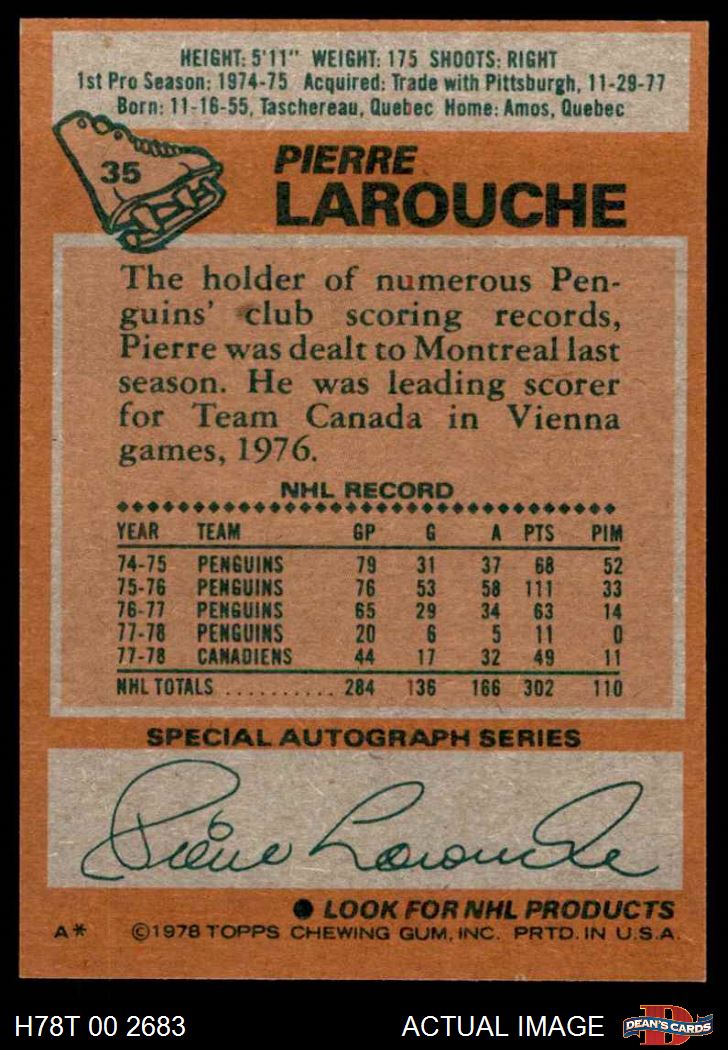 HEIGHT: 5'11" WEIGHT: 175 SHOOTS: RIGHT
1st Pro Season: 1974-75 Acquired: Trade with Pittsburgh, 11-29-77
Born: 11-16-55, Taschereau, Quebec Home: Amos, Quebec
35
PIERRE
LAROUCHE
The holder of numerous Pen-
guins' club scoring records,
Pierre was dealt to Montreal last
season. He was leading scorer
for Team Canada in Vienna
games, 1976.
NHL RECORD
YEAR TEAM GP G A PTS PIM
74-75 PENGUINS 79 31 37 68 52
75-76 PENGUINS 76 53 58 111 33
76-77 PENGUINS 65 29 34 63 14
77-78 PENGUINS 20 6 5 11 0
77-78 CANADIENS 44 17 32 49 11
NHL TOTALS .......... 284 136 166 302 110
SPECIAL AUTOGRAPH SERIES
Pierre Larouche
LOOK FOR NHL PRODUCTS
A* ©1978 TOPPS CHEWING GUM, INC. PRTD. IN U.S.A.
H78T 00 2683 ACTUAL IMAGE DEAN'S CARDS